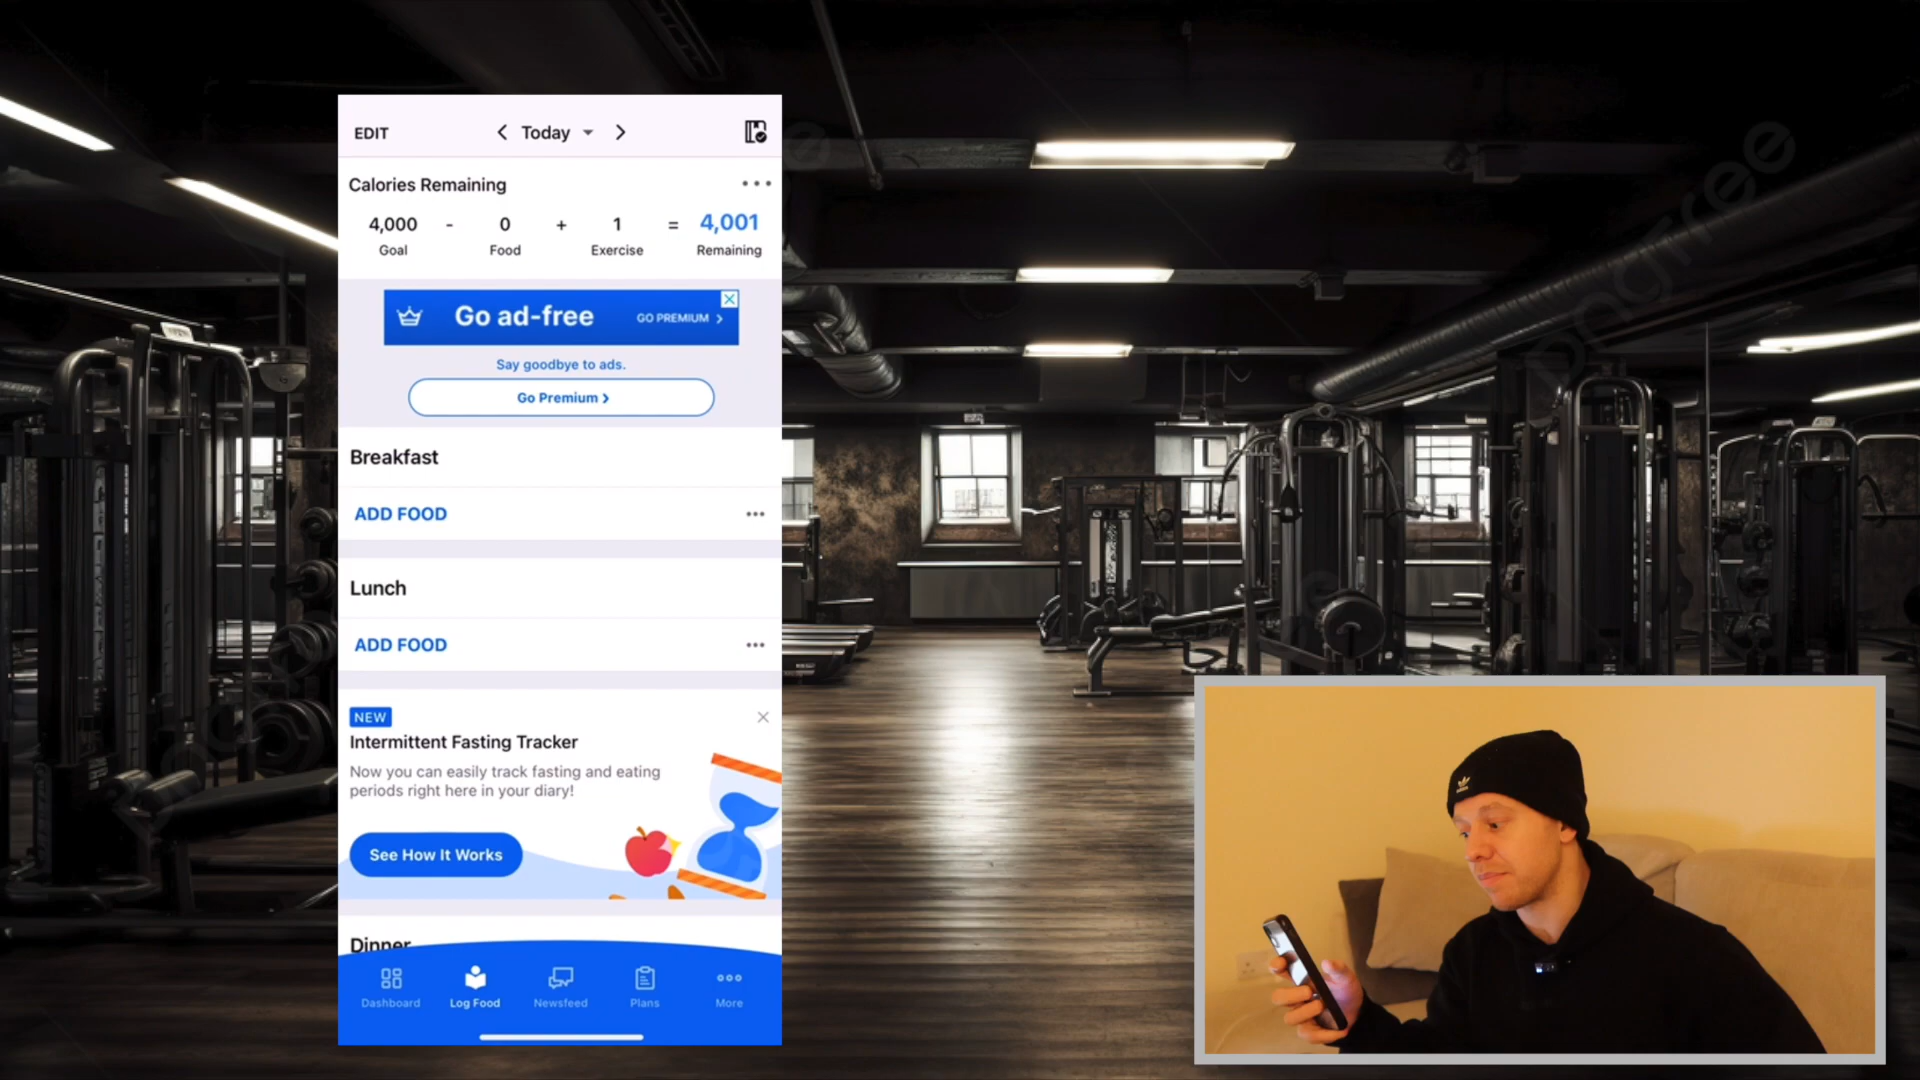 EDIT
Today
Calories Remaining
4,000 - 0 + 1 = 4,001
Goal Food Exercise Remaining
Go ad-free GO PREMIUM
Say goodbye to ads.
Go Premium
Breakfast
ADD FOOD
Lunch
ADD FOOD
NEW
Intermittent Fasting Tracker
Now you can easily track fasting and eating
periods right here in your diary!
See How It Works
Dinner
Dashboard Log Food Newsfeed Plans More
pngtree